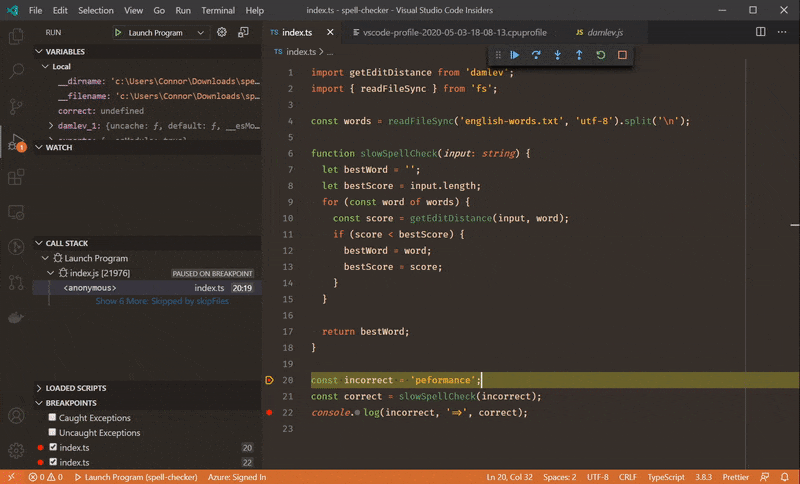 File Edit Selection View Go Run Terminal Help index.ts - spell-checker - Visual Studio Code Insiders
RUN Launch Program
index.ts vscode-profile-2020-05-03-18-08-13.cpuprofile JS damlev.js
TS index.ts > ...
VARIABLES
Local
__dirname: 'c:\Users\Connor\Downloads\spe…
__filename: 'c:\Users\Connor\Downloads\sp…
correct: undefined
damlev_1: {uncache: ƒ, default: ƒ, __esMo…
WATCH
CALL STACK
Launch Program
index.js [21976] PAUSED ON BREAKPOINT
<anonymous> index.ts 20:19
Show 6 More: Skipped by skipFiles
LOADED SCRIPTS
BREAKPOINTS
Caught Exceptions
Uncaught Exceptions
index.ts 20
index.ts 22
1 import getEditDistance from 'damlev';
2 import { readFileSync } from 'fs';
3
4 const words = readFileSync('english-words.txt', 'utf-8').split('\n');
5
6 function slowSpellCheck(input: string) {
7 let bestWord = '';
8 let bestScore = input.length;
9 for (const word of words) {
10 const score = getEditDistance(input, word);
11 if (score < bestScore) {
12 bestWord = word;
13 bestScore = score;
14 }
15 }
16
17 return bestWord;
18 }
19
20 const incorrect = 'peformance';
21 const correct = slowSpellCheck(incorrect);
22 console.log(incorrect, '=>', correct);
23
1
0 0 Launch Program (spell-checker) Azure: Signed In Ln 20, Col 32 Spaces: 2 UTF-8 CRLF TypeScript 3.8.3 Prettier